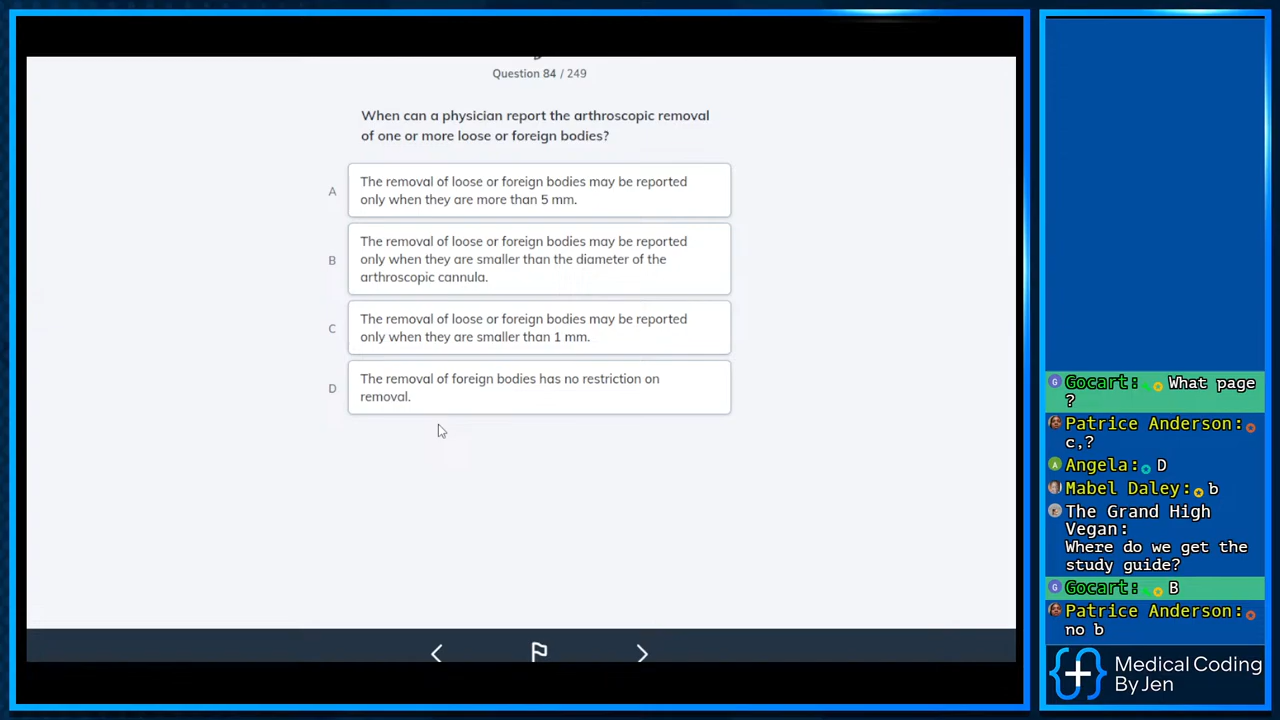 Question 84 / 249
When can a physician report the arthroscopic removal
of one or more loose or foreign bodies?
A
The removal of loose or foreign bodies may be reported
only when they are more than 5 mm.
B
The removal of loose or foreign bodies may be reported
only when they are smaller than the diameter of the
arthroscopic cannula.
C
The removal of loose or foreign bodies may be reported
only when they are smaller than 1 mm.
D
The removal of foreign bodies has no restriction on
removal.
G Gocart: What page
?
Patrice Anderson:
c,?
A Angela: D
Mabel Daley: b
The Grand High
Vegan:
Where do we get the
study guide?
G Gocart: B
Patrice Anderson:
no b
Medical Coding
By Jen